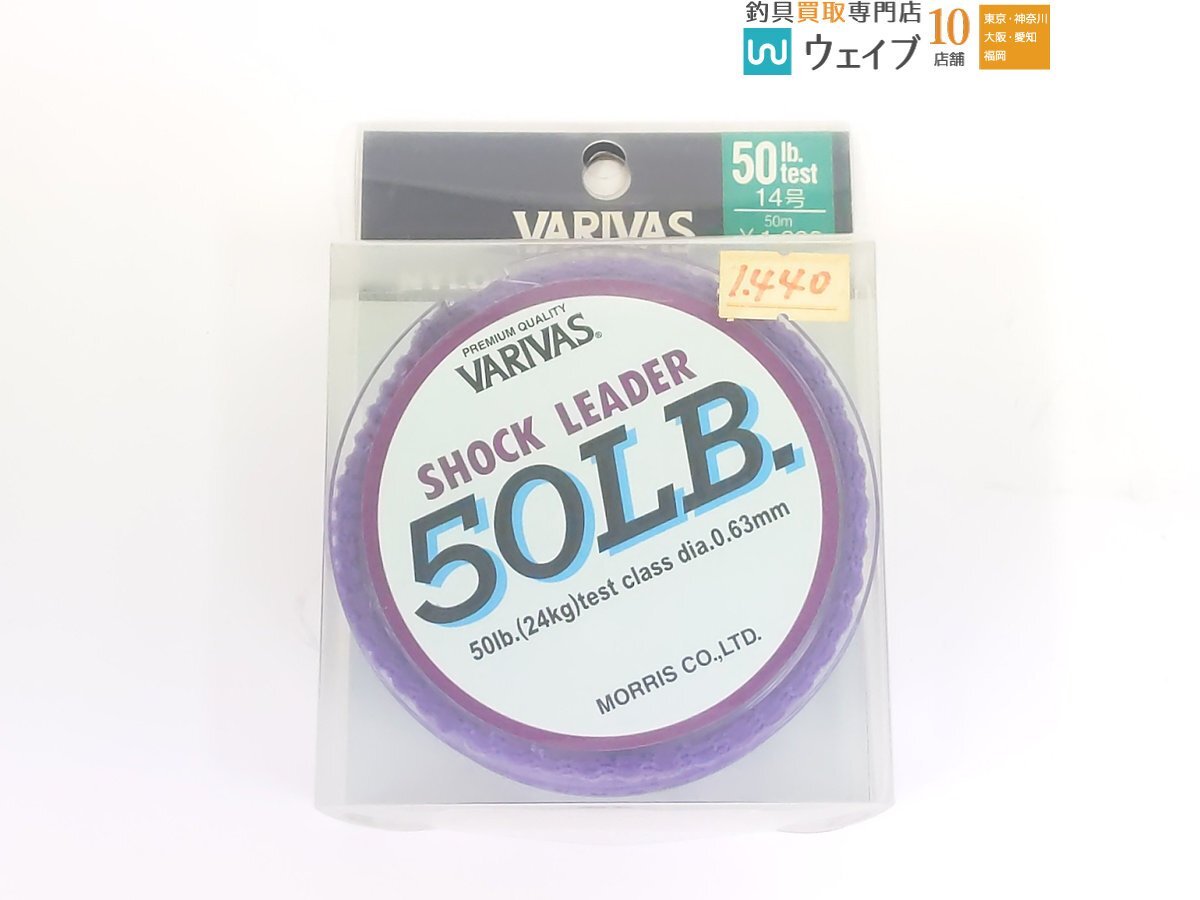 釣具買取専門店
ウェイブ
10
店舗
東京・神奈川
大阪・愛知
福岡
50 lb. test
14号
50m
VARIVAS
1.440
PREMIUM QUALITY
VARIVAS®
SHOCK LEADER
50LB.
50lb.(24kg)test class dia.0.63mm
MORRIS CO.,LTD.